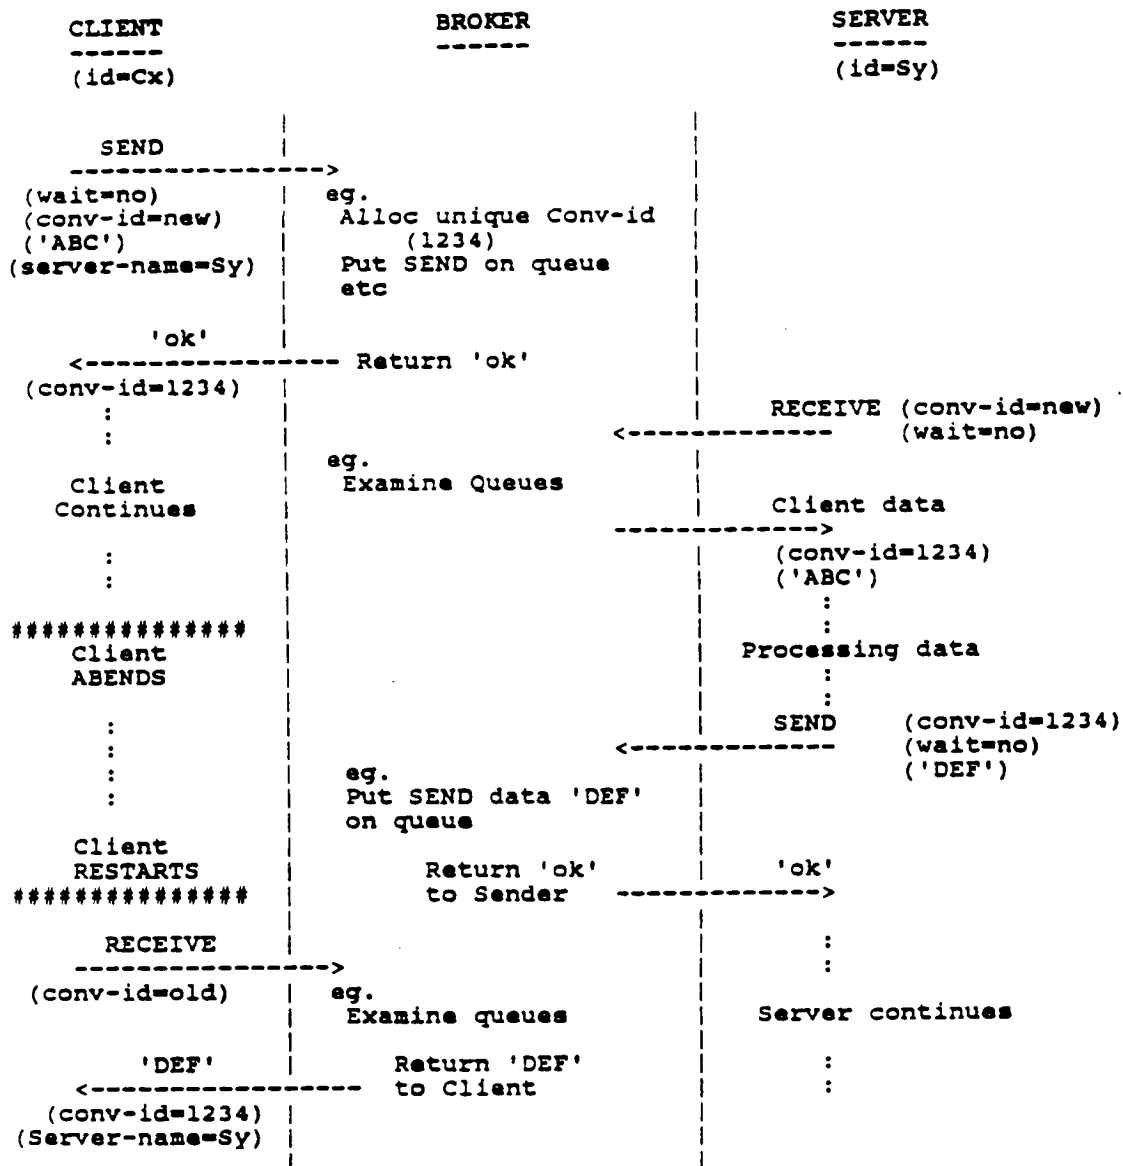 CLIENT BROKER SERVER
------ ------ ------
(id=Cx) (id=Sy)
SEND
---------------->
(wait=no) eg.
(conv-id=new) Alloc unique Conv-id
('ABC') (1234)
(server-name=Sy) Put SEND on queue
etc
'ok'
<----------------- Return 'ok'
(conv-id=1234)
: RECEIVE (conv-id=new)
: <------------- (wait=no)
eg.
Client Examine Queues
Continues Client data
------------->
: (conv-id=1234)
: ('ABC')
:
############### :
Client Processing data
ABENDS :
:
: SEND (conv-id=1234)
: <------------- (wait=no)
: eg. ('DEF')
: Put SEND data 'DEF'
on queue
Client
RESTARTS Return 'ok' 'ok'
############### to Sender ------------->
RECEIVE :
----------------> :
(conv-id=old) eg.
Examine queues Server continues
'DEF' Return 'DEF' :
<----------------- to Client :
(conv-id=1234)
(Server-name=Sy)